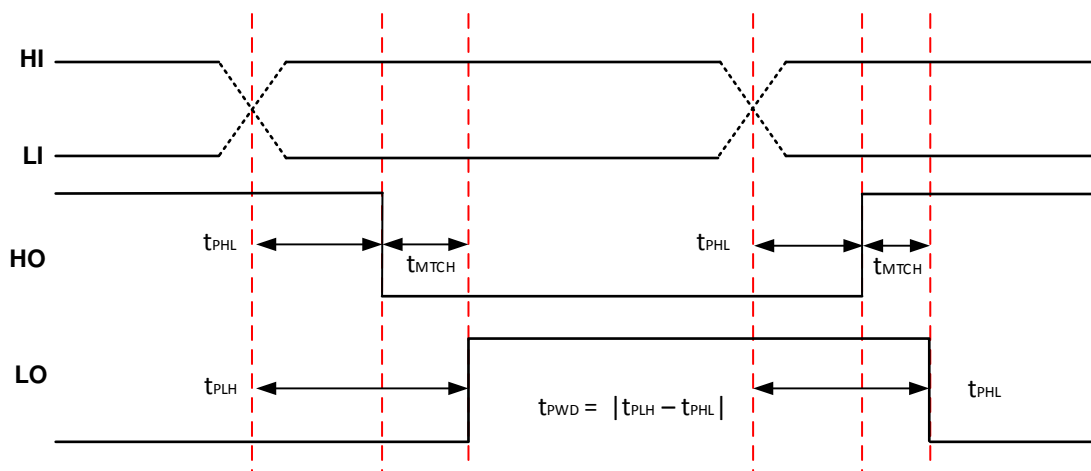 HI
LI
HO
tPHL
tMTCH
tPHL
tMTCH
LO
tPLH
tPWD = |tPLH – tPHL|
tPHL